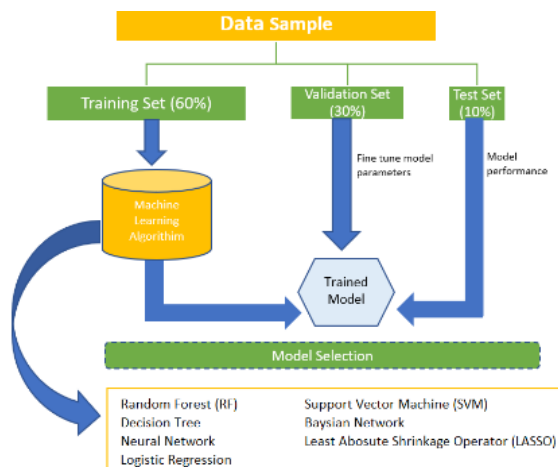 Data Sample
Training Set (60%)
Validation Set
(30%)
Test Set
(10%)
Fine tune model
parameters
Model
performance
Machine
Learning
Algorithim
Trained
Model
Model Selection
Random Forest (RF)
Decision Tree
Neural Network
Logistic Regression
Support Vector Machine (SVM)
Baysian Network
Least Abosute Shrinkage Operator (LASSO)